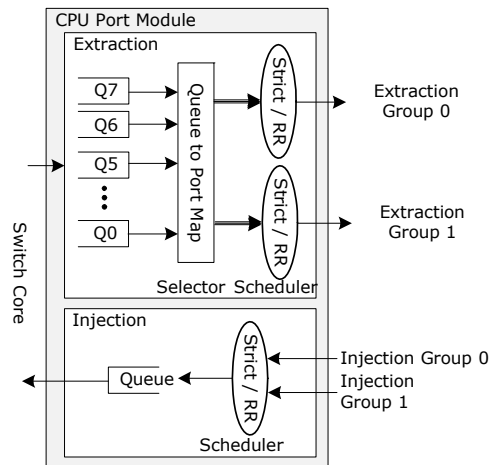 CPU Port Module
Extraction
Q7
Q6
Q5
Q0
Queue to Port Map
Strict / RR
Strict / RR
Extraction
Group 0
Extraction
Group 1
Selector
Scheduler
Switch Core
Injection
Queue
Strict / RR
Scheduler
Injection Group 0
Injection
Group 1